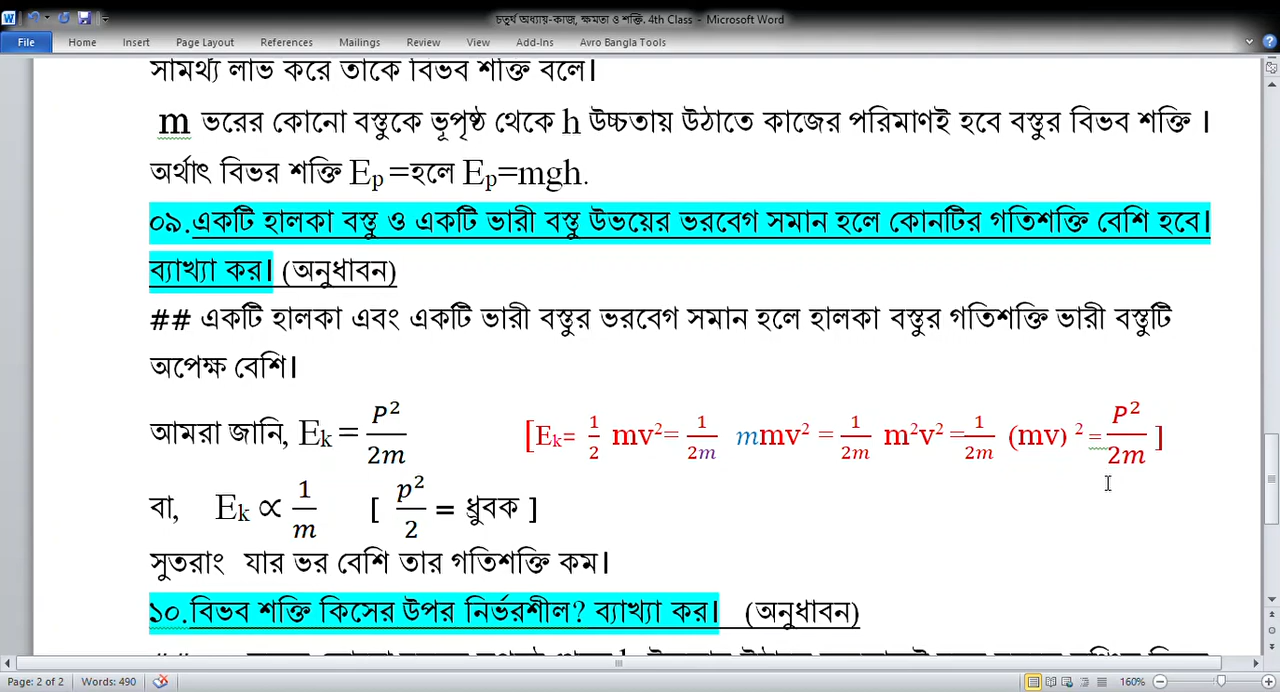 চতুর্থ অধ্যায়-কাজ, ক্ষমতা ও শক্তি. 4th Class - Microsoft Word
File Home Insert Page Layout References Mailings Review View Add-Ins Avro Bangla Tools
সামর্থ্য লাভ করে তাকে বিভব শক্তি বলে।
m ভরের কোনো বস্তুকে ভূপৃষ্ঠ থেকে h উচ্চতায় উঠাতে কাজের পরিমাণই হবে বস্তুর বিভব শক্তি ।
অর্থাৎ বিভর শক্তি Eₚ =হলে Eₚ=mgh.
০৯.একটি হালকা বস্তু ও একটি ভারী বস্তু উভয়ের ভরবেগ সমান হলে কোনটির গতিশক্তি বেশি হবে।
ব্যাখ্যা কর। (অনুধাবন)
## একটি হালকা এবং একটি ভারী বস্তুর ভরবেগ সমান হলে হালকা বস্তুর গতিশক্তি ভারী বস্তুটি
অপেক্ষ বেশি।
আমরা জানি, Eₖ = P²/2m [Eₖ= 1/2 mv²= 1/2m mmv² = 1/2m m²v² = 1/2m (mv) ² = P²/2m ]
বা, Eₖ ∝ 1/m [ p²/2 = ধ্রুবক ]
সুতরাং যার ভর বেশি তার গতিশক্তি কম।
১০.বিভব শক্তি কিসের উপর নির্ভরশীল? ব্যাখ্যা কর। (অনুধাবন)
Page: 2 of 2 Words: 490 160%